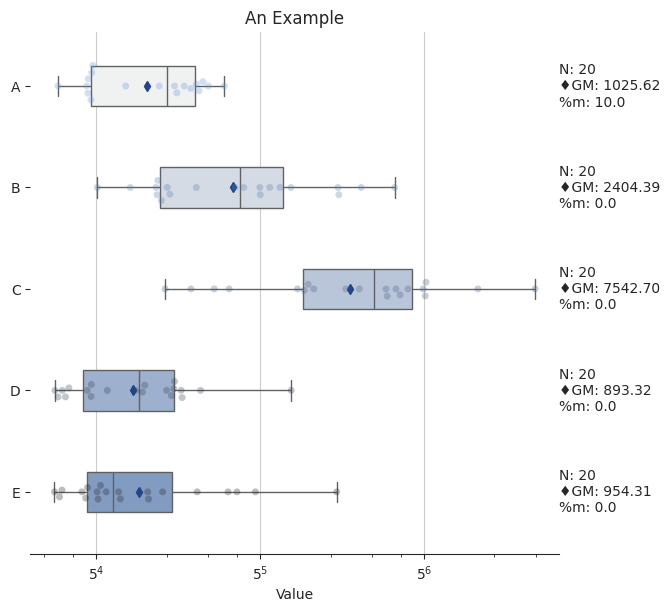 An Example
A
N: 20
♦GM: 1025.62
%m: 10.0
B
N: 20
♦GM: 2404.39
%m: 0.0
C
N: 20
♦GM: 7542.70
%m: 0.0
D
N: 20
♦GM: 893.32
%m: 0.0
E
N: 20
♦GM: 954.31
%m: 0.0
5⁴ 5⁵ 5⁶
Value